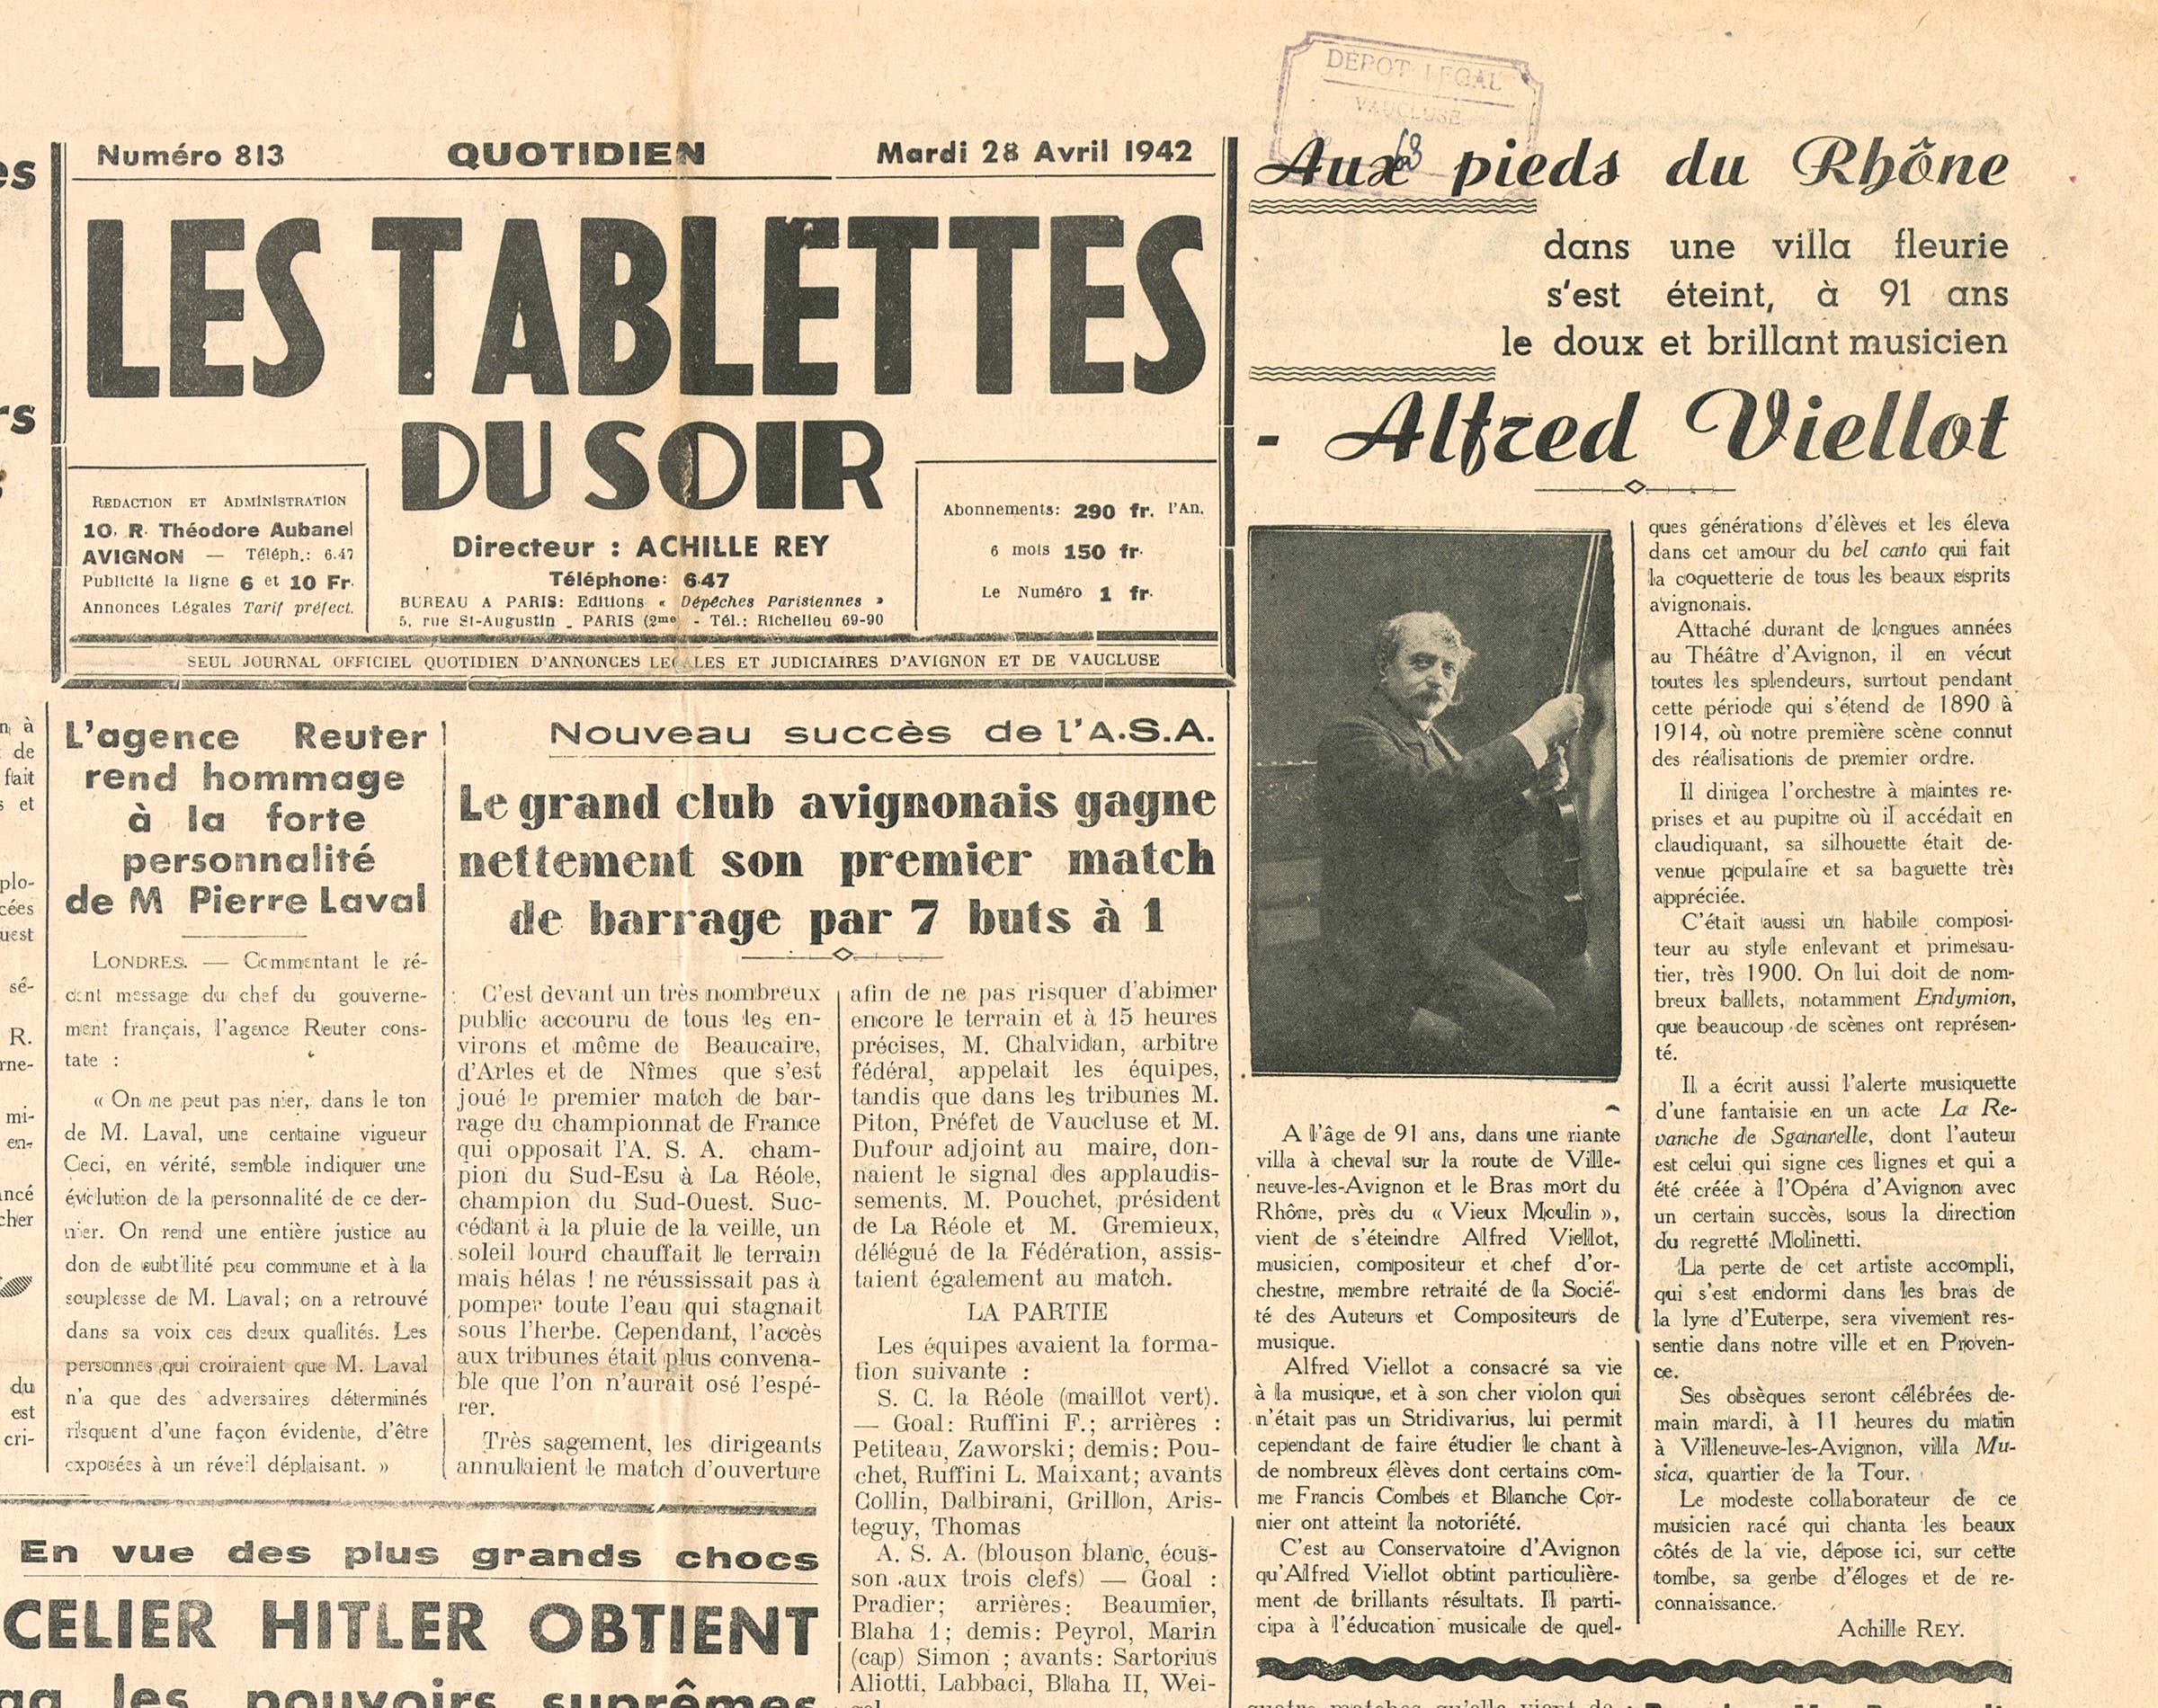 Numéro 813
QUOTIDIEN
Mardi 28 Avril 1942
LES TABLETTES
DU SOIR
REDACTION ET ADMINISTRATION
10, R. Théodore Aubanel
AVIGNON — Téléph.: 6.47
Publicité la ligne 6 et 10 Fr.
Annonces Légales Tarif préfect.
Directeur : ACHILLE REY
Téléphone: 6.47
BUREAU A PARIS: Editions « Dépêches Parisiennes »
5, rue St-Augustin - PARIS (2me) - Tél.: Richelieu 69-90
Abonnements: 290 fr. l'An.
6 mois 150 fr.
Le Numéro 1 fr.
SEUL JOURNAL OFFICIEL QUOTIDIEN D'ANNONCES LEGALES ET JUDICIAIRES D'AVIGNON ET DE VAUCLUSE
es
rs
n, à
de
fait
s et
plo-
cées
uest
sé-
R.
rne-
mi-
en-
ncé
cher
du
est
cri-
L'agence Reuter
rend hommage
à la forte
personnalité
de M Pierre Laval
LONDRES. — Commentant le ré-
cent message du chef du gouverne-
ment français, l'agence Reuter cons-
tate :
« On ne peut pas nier, dans le ton
de M. Laval, une certaine vigueur
Ceci, en vérité, semble indiquer une
évolution de la personnalité de ce der-
nier. On rend une entière justice au
don de subtilité peu commune et à la
souplesse de M. Laval; on a retrouvé
dans sa voix ces deux qualités. Les
personnes qui croiraient que M. Laval
n'a que des adversaires déterminés
risquent d'une façon évidente, d'être
exposées à un réveil déplaisant. »
En vue des plus grands chocs
CELIER HITLER OBTIENT
les pouvoirs suprêmes
Nouveau succès de l'A.S.A.
Le grand club avignonais gagne
nettement son premier match
de barrage par 7 buts à 1
C'est devant un très nombreux
public accouru de tous les en-
virons et même de Beaucaire,
d'Arles et de Nîmes que s'est
joué le premier match de bar-
rage du championnat de France
qui opposait l'A. S. A. cham-
pion du Sud-Esu à La Réole,
champion du Sud-Ouest. Suc-
cédant à la pluie de la veille, un
soleil lourd chauffait le terrain
mais hélas ! ne réussissait pas à
pomper toute l'eau qui stagnait
sous l'herbe. Cependant, l'accès
aux tribunes était plus convena-
ble que l'on n'aurait osé l'espé-
rer.
Très sagement, les dirigeants
annulaient le match d'ouverture
afin de ne pas risquer d'abimer
encore le terrain et à 15 heures
précises, M. Chalvidan, arbitre
fédéral, appelait les équipes,
tandis que dans les tribunes M.
Piton, Préfet de Vaucluse et M.
Dufour adjoint au maire, don-
naient le signal des applaudis-
sements. M. Pouchet, président
de La Réole et M. Gremieux,
délégué de la Fédération, assis-
taient également au match.
LA PARTIE
Les équipes avaient la forma-
tion suivante :
S. C. la Réole (maillot vert).
— Goal: Ruffini F.; arrières :
Petiteau, Zaworski; demis: Pou-
chet, Ruffini L. Maixant; avants
Collin, Dalbirani, Grillon, Aris-
teguy, Thomas
A. S. A. (blouson blanc, écus-
son aux trois clefs) — Goal :
Pradier; arrières: Beaumier,
Blaha 1; demis: Peyrol, Marin
(cap) Simon ; avants: Sartorius
Aliotti, Labbaci, Blaha II, Wei-
DEPOT LEGAL
VAUCLUSE
68
Aux pieds du Rhône
dans une villa fleurie
s'est éteint, à 91 ans
le doux et brillant musicien
- Alfred Viellot
A l'âge de 91 ans, dans une riante
villa à cheval sur la route de Ville-
neuve-les-Avignon et le Bras mort du
Rhône, près du « Vieux Moulin »,
vient de s'éteindre Alfred Viellot,
musicien, compositeur et chef d'or-
chestre, membre retraité de la Socié-
té des Auteurs et Compositeurs de
musique.
Alfred Viellot a consacré sa vie
à la musique, et à son cher violon qui
n'était pas un Stridivarius, lui permit
cependant de faire étudier le chant à
de nombreux élèves dont certains com-
me Francis Combes et Blanche Cor-
nier ont atteint la notoriété.
C'est au Conservatoire d'Avignon
qu'Alfred Viellot obtint particulière-
ment de brillants résultats. Il parti-
cipa à l'éducation musicale de quel-
ques générations d'élèves et les éleva
dans cet amour du bel canto qui fait
la coquetterie de tous les beaux esprits
avignonais.
Attaché durant de longues années
au Théâtre d'Avignon, il en vécut
toutes les splendeurs, surtout pendant
cette période qui s'étend de 1890 à
1914, où notre première scène connut
des réalisations de premier ordre.
Il dirigea l'orchestre à maintes re-
prises et au pupitre où il accédait en
claudiquant, sa silhouette était de-
venue populaire et sa baguette très
appréciée.
C'était aussi un habile composi-
teur au style enlevant et primesau-
tier, très 1900. On lui doit de nom-
breux ballets, notamment Endymion,
que beaucoup de scènes ont représen-
té.
Il a écrit aussi l'alerte musiquette
d'une fantaisie en un acte La Re-
vanche de Sganarelle, dont l'auteur
est celui qui signe ces lignes et qui a
été créée à l'Opéra d'Avignon avec
un certain succès, sous la direction
du regretté Molinetti.
La perte de cet artiste accompli,
qui s'est endormi dans les bras de
la lyre d'Euterpe, sera vivement res-
sentie dans notre ville et en Proven-
ce.
Ses obsèques seront célébrées de-
main mardi, à 11 heures du matin
à Villeneuve-les-Avignon, villa Mu-
sica, quartier de la Tour.
Le modeste collaborateur de ce
musicien racé qui chanta les beaux
côtés de la vie, dépose ici, sur cette
tombe, sa gerbe d'éloges et de re-
connaissance.
Achille REY.